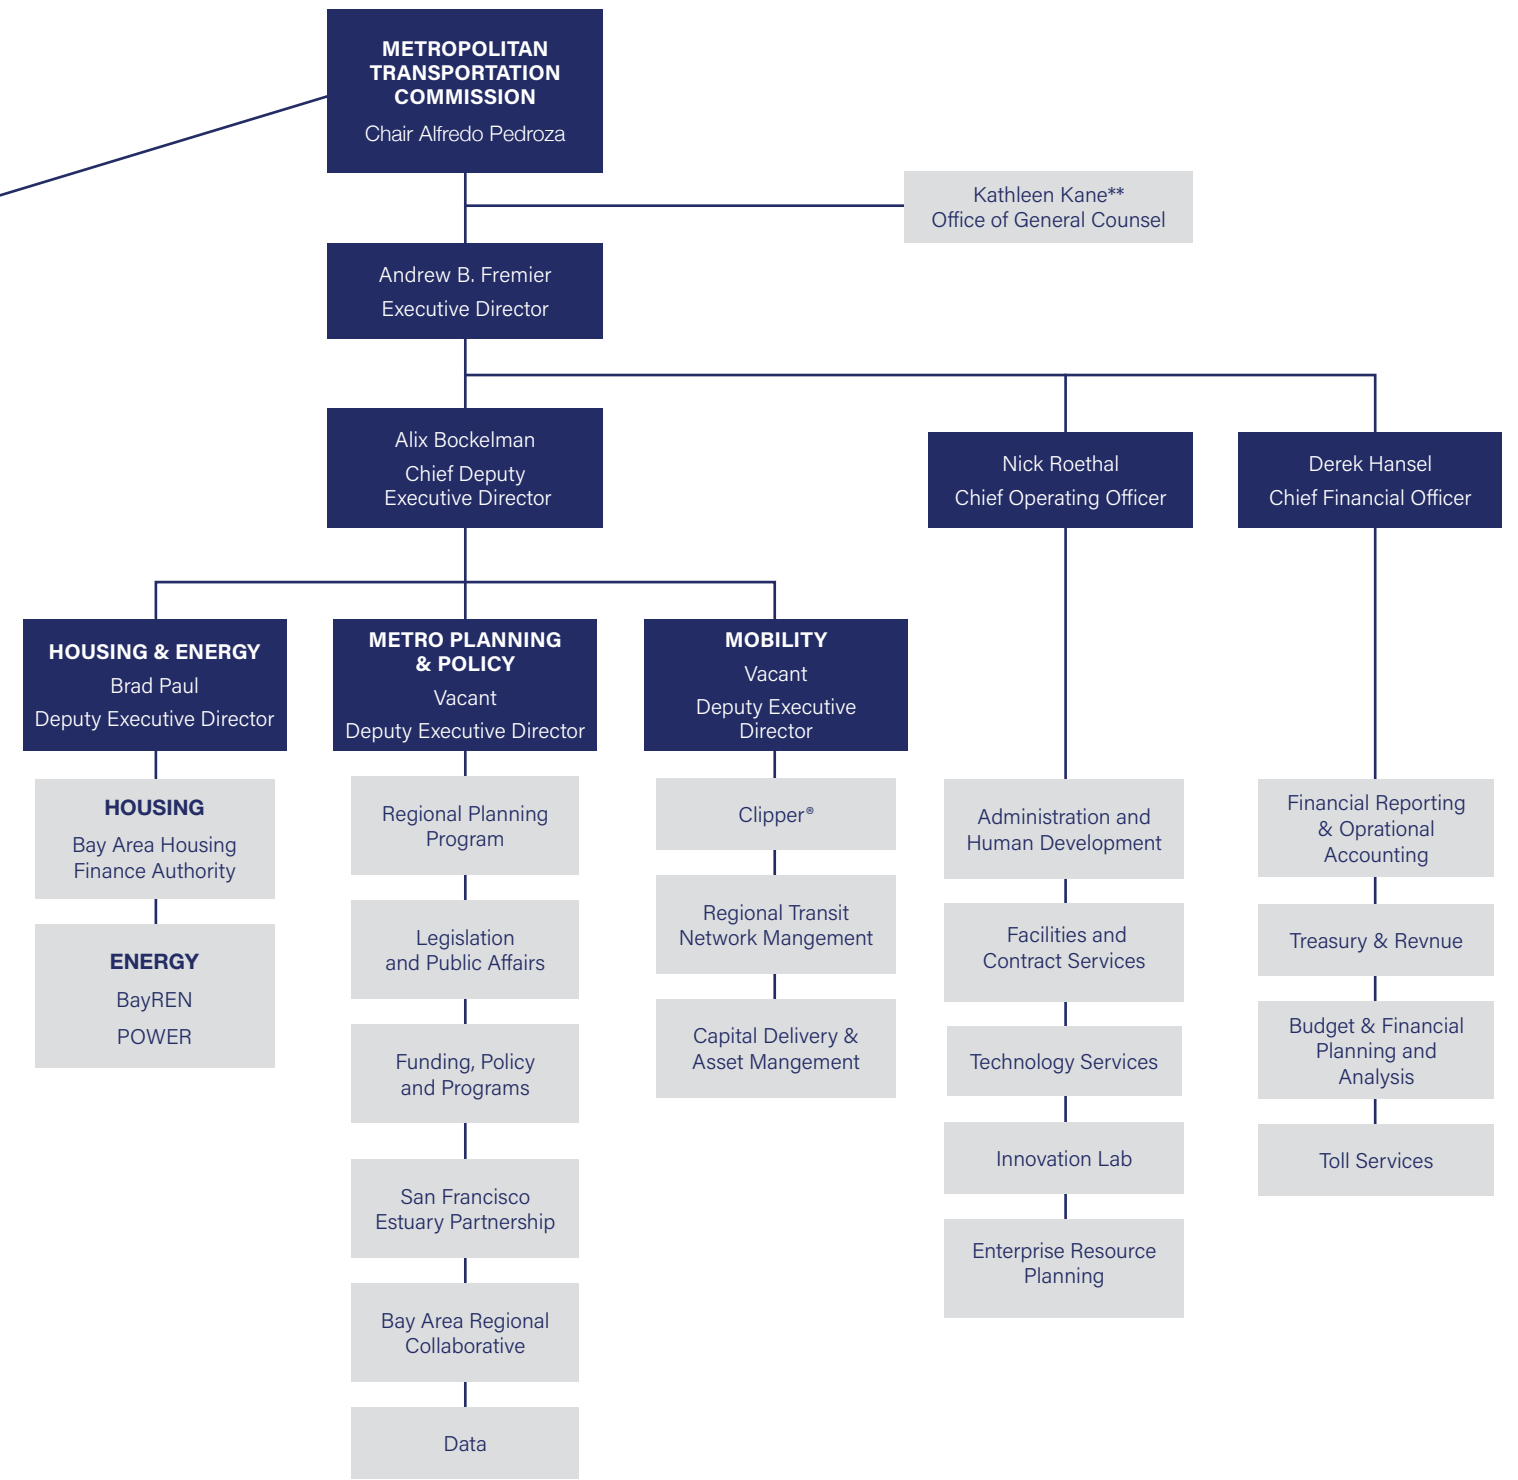 METROPOLITAN
TRANSPORTATION
COMMISSION
Chair Alfredo Pedroza
Kathleen Kane**
Office of General Counsel
Andrew B. Fremier
Executive Director
Alix Bockelman
Chief Deputy
Executive Director
Nick Roethal
Chief Operating Officer
Derek Hansel
Chief Financial Officer
HOUSING & ENERGY
Brad Paul
Deputy Executive Director
METRO PLANNING
& POLICY
Vacant
Deputy Executive Director
MOBILITY
Vacant
Deputy Executive
Director
HOUSING
Bay Area Housing
Finance Authority
ENERGY
BayREN
POWER
Regional Planning
Program
Legislation
and Public Affairs
Funding, Policy
and Programs
San Francisco
Estuary Partnership
Bay Area Regional
Collaborative
Data
Clipper®
Regional Transit
Network Mangement
Capital Delivery &
Asset Mangement
Administration and
Human Development
Facilities and
Contract Services
Technology Services
Innovation Lab
Enterprise Resource
Planning
Financial Reporting
& Oprational
Accounting
Treasury & Revnue
Budget & Financial
Planning and
Analysis
Toll Services